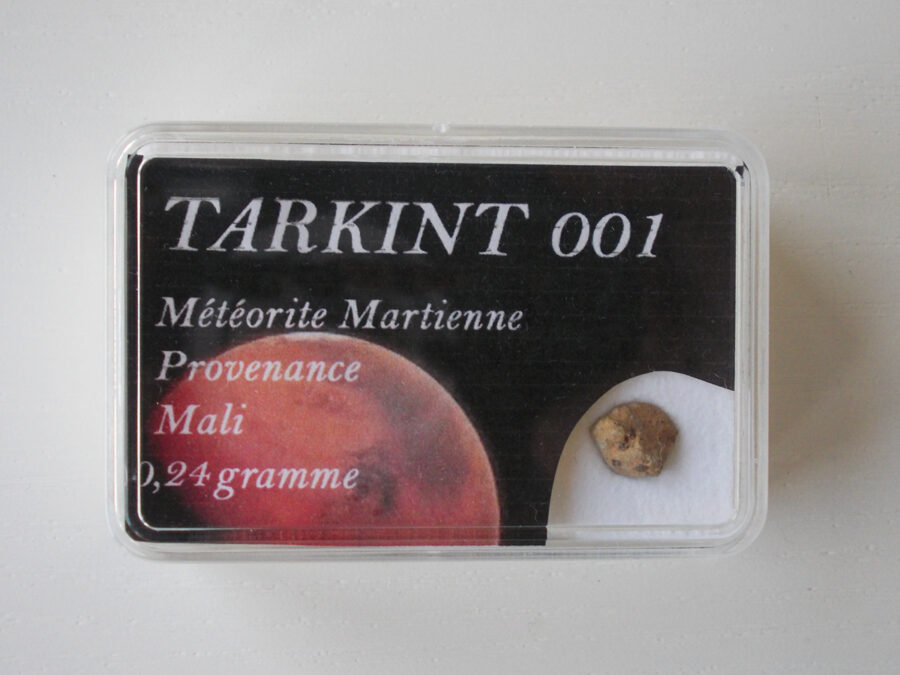 TARKINT 001
Météorite Martienne
Provenance
Mali
0,24 gramme